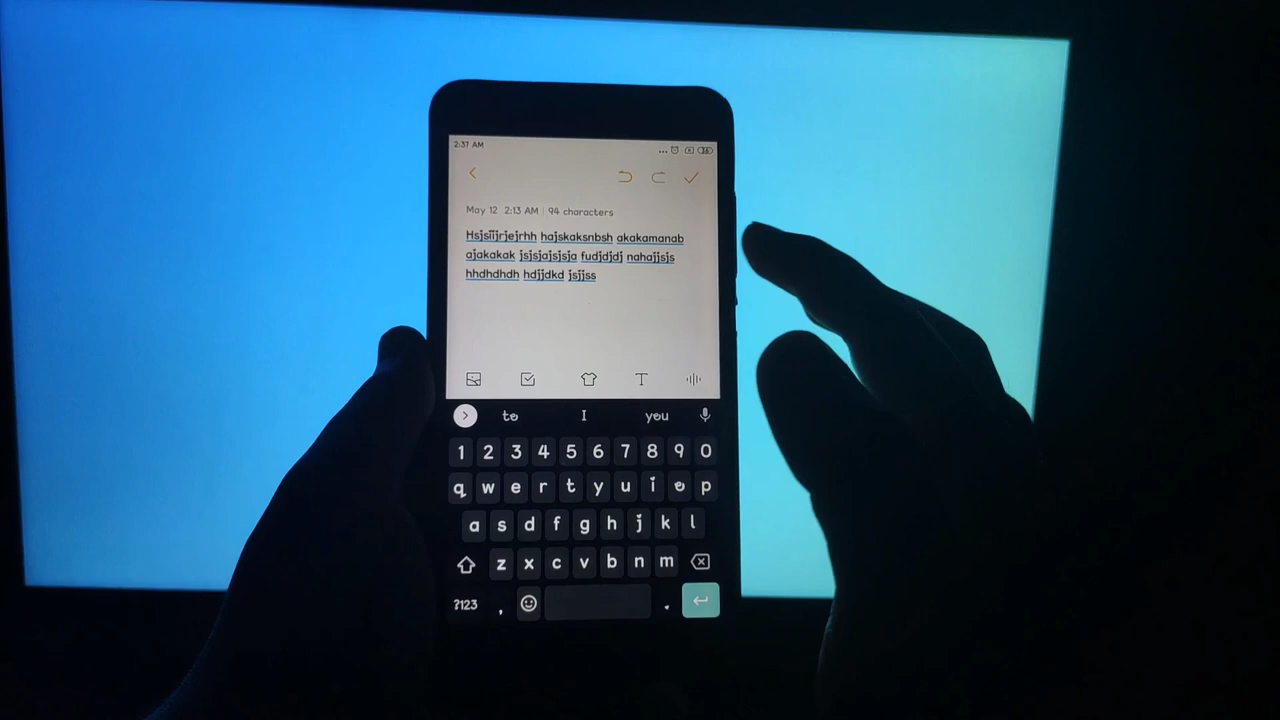 2:37 AM
May 12 2:13 AM | 94 characters
Hsjsiijrjejrhh hajskaksnbsh akakamanab
ajakakak jsjsjajsjsja fudjdjdj nahajjsjs
hhdhdhdh hdjjdkd jsjjss
T
to I you
1 2 3 4 5 6 7 8 9 0
q w e r t y u i o p
a s d f g h j k l
z x c v b n m
?123 , .